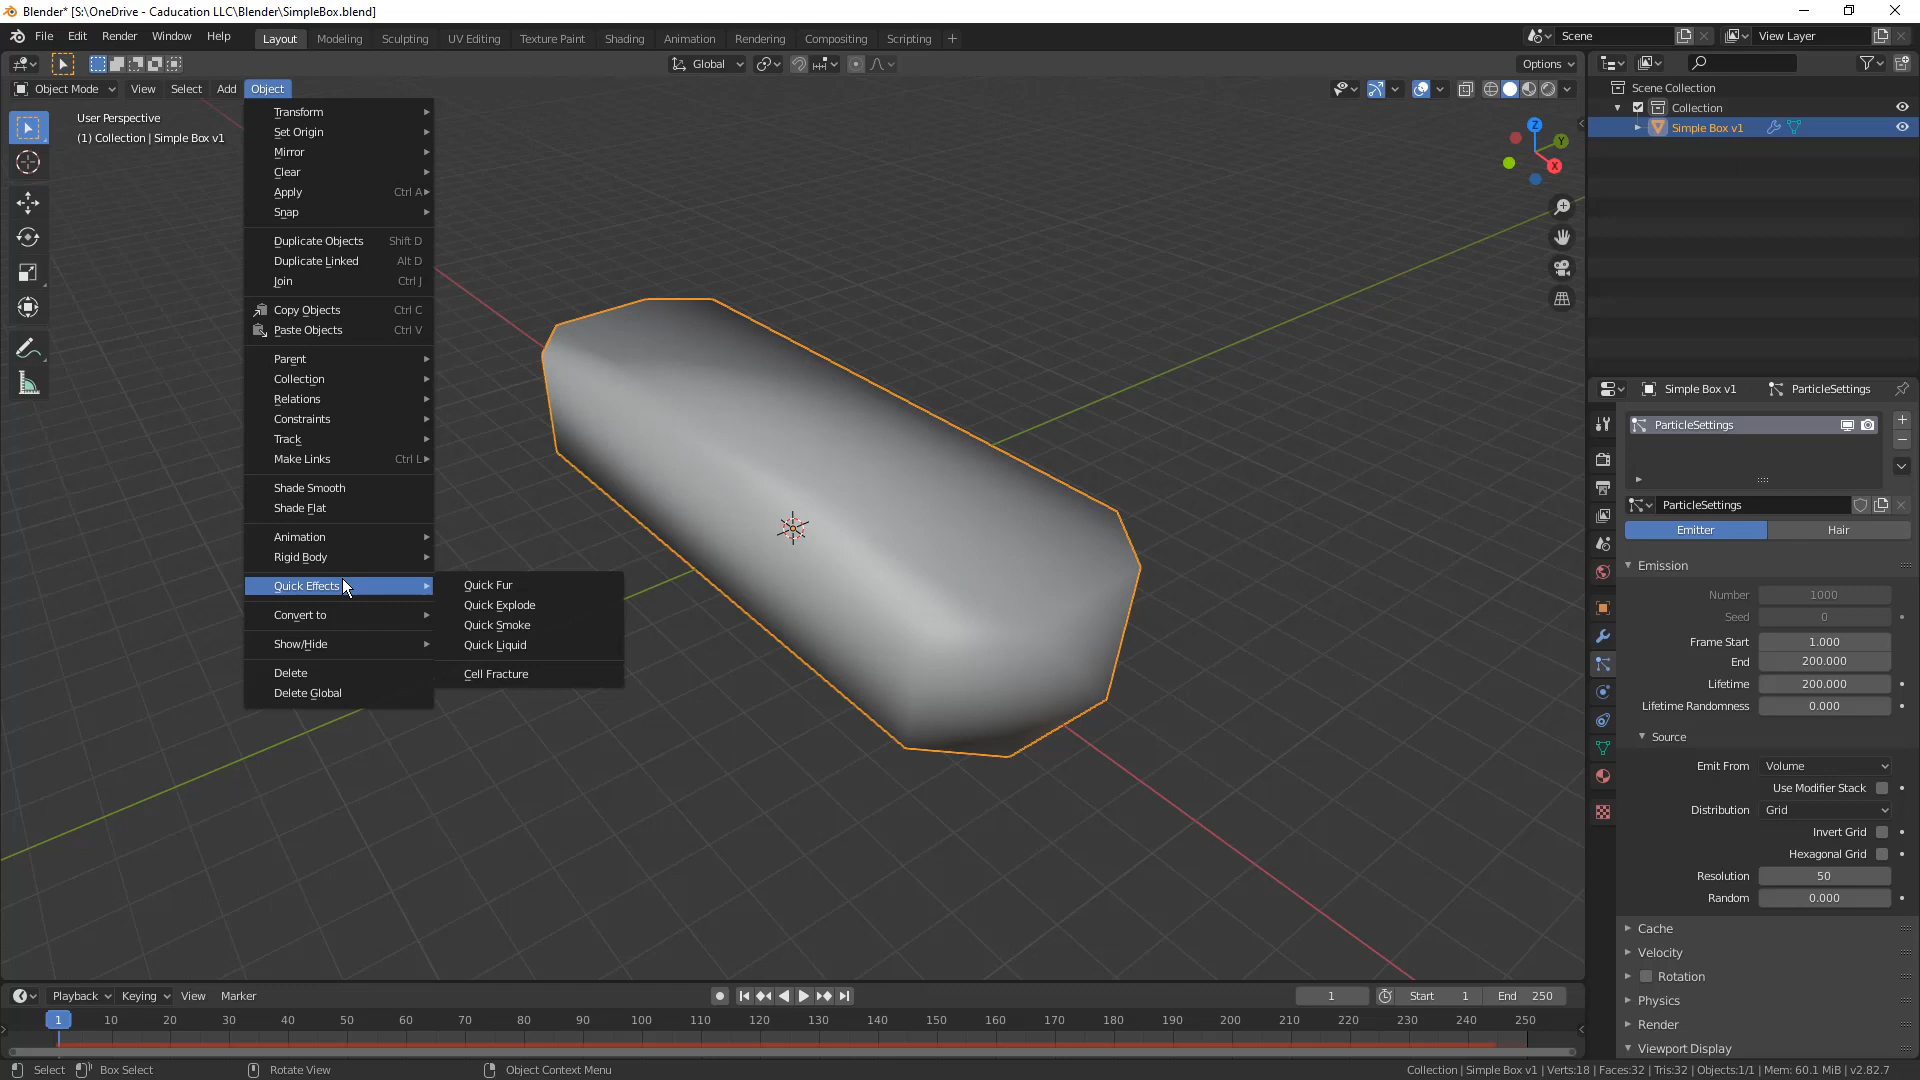 Blender* [S:\OneDrive - Caducation LLC\Blender\SimpleBox.blend]
File Edit Render Window Help Layout Modeling Sculpting UV Editing Texture Paint Shading Animation Rendering Compositing Scripting + Scene View Layer
Global Options
Object Mode View Select Add Object
User Perspective
(1) Collection | Simple Box v1
Transform
Set Origin
Mirror
Clear
Apply Ctrl A
Snap
Duplicate Objects Shift D
Duplicate Linked Alt D
Join Ctrl J
Copy Objects Ctrl C
Paste Objects Ctrl V
Parent
Collection
Relations
Constraints
Track
Make Links Ctrl L
Shade Smooth
Shade Flat
Animation
Rigid Body
Quick Effects
Convert to
Show/Hide
Delete
Delete Global
Quick Fur
Quick Explode
Quick Smoke
Quick Liquid
Cell Fracture
Z
Y
X
Scene Collection
Collection
Simple Box v1
Simple Box v1 ParticleSettings
ParticleSettings
ParticleSettings
Emitter Hair
Emission
Number 1000
Seed 0
Frame Start 1.000
End 200.000
Lifetime 200.000
Lifetime Randomness 0.000
Source
Emit From Volume
Use Modifier Stack
Distribution Grid
Invert Grid
Hexagonal Grid
Resolution 50
Random 0.000
Cache
Velocity
Rotation
Physics
Render
Viewport Display
Playback Keying View Marker 1 Start 1 End 250
1 10 20 30 40 50 60 70 80 90 100 110 120 130 140 150 160 170 180 190 200 210 220 230 240 250
Select Box Select Rotate View Object Context Menu Collection | Simple Box v1 | Verts:18 | Faces:32 | Tris:32 | Objects:1/1 | Mem: 60.1 MiB | v2.82.7